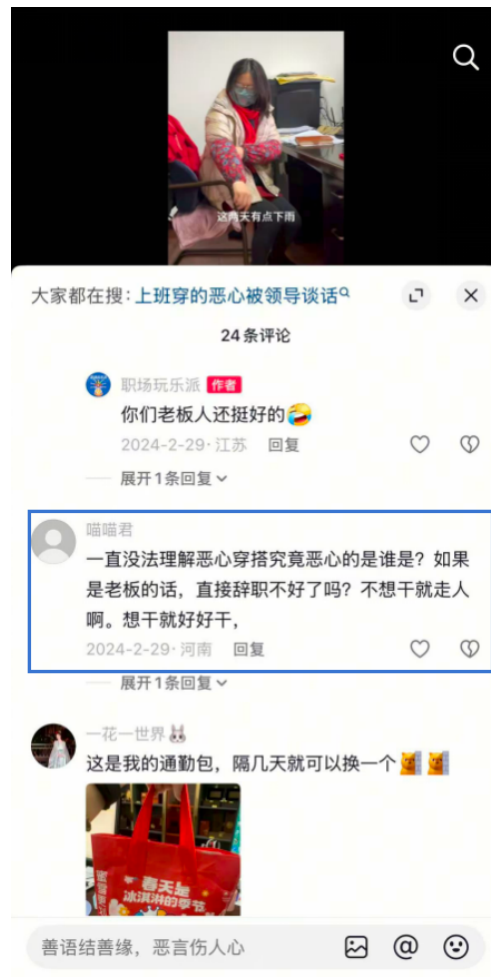 这两天有点下雨
大家都在搜：上班穿的恶心被领导谈话
24条评论
职场玩乐派 作者
你们老板人还挺好的🤣
2024-2-29·江苏 回复
展开1条回复
喵喵君
一直没法理解恶心穿搭究竟恶心的是谁是？如果
是老板的话，直接辞职不好了吗？不想干就走人
啊。想干就好好干，
2024-2-29·河南 回复
展开1条回复
一花一世界🐰
这是我的通勤包，隔几天就可以换一个
春天是
冰淇淋的季节
善语结善缘，恶言伤人心